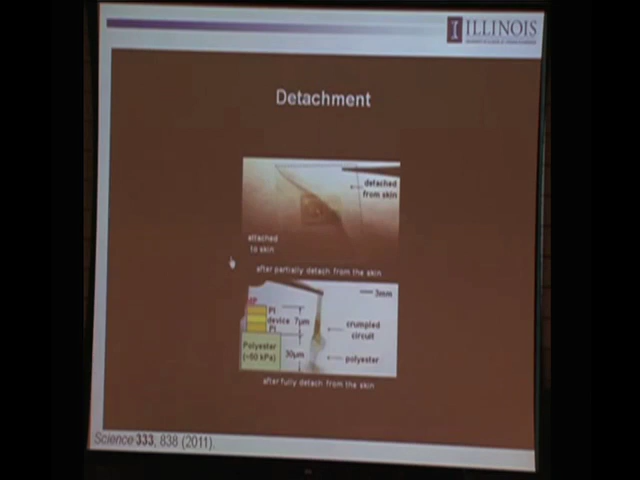 I ILLINOIS
Detachment
detached
from skin
attached
to skin
after partially detach from the skin
3mm
PI
device 7μm
PI
crumpled
circuit
Polyester
(~60 kPa)
30μm
polyester
after fully detach from the skin
Science 333, 838 (2011).